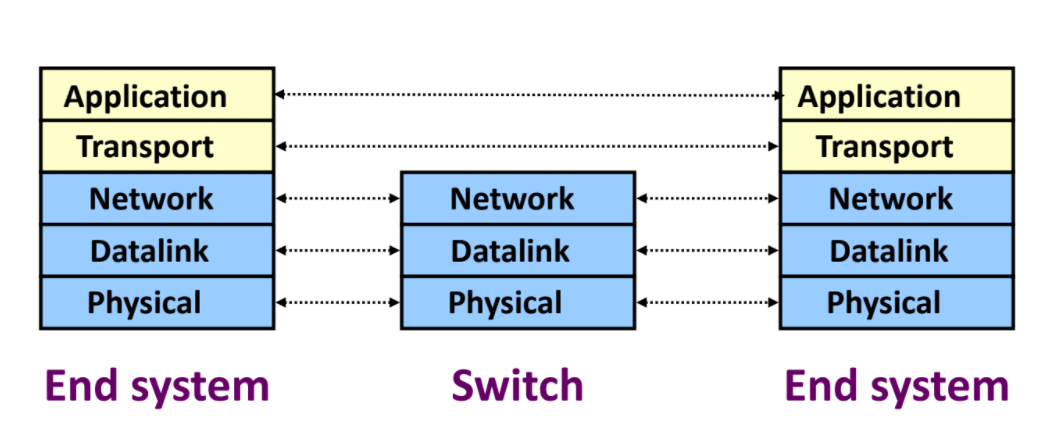 Application Application
Transport Transport
Network Network Network
Datalink Datalink Datalink
Physical Physical Physical
End system Switch End system